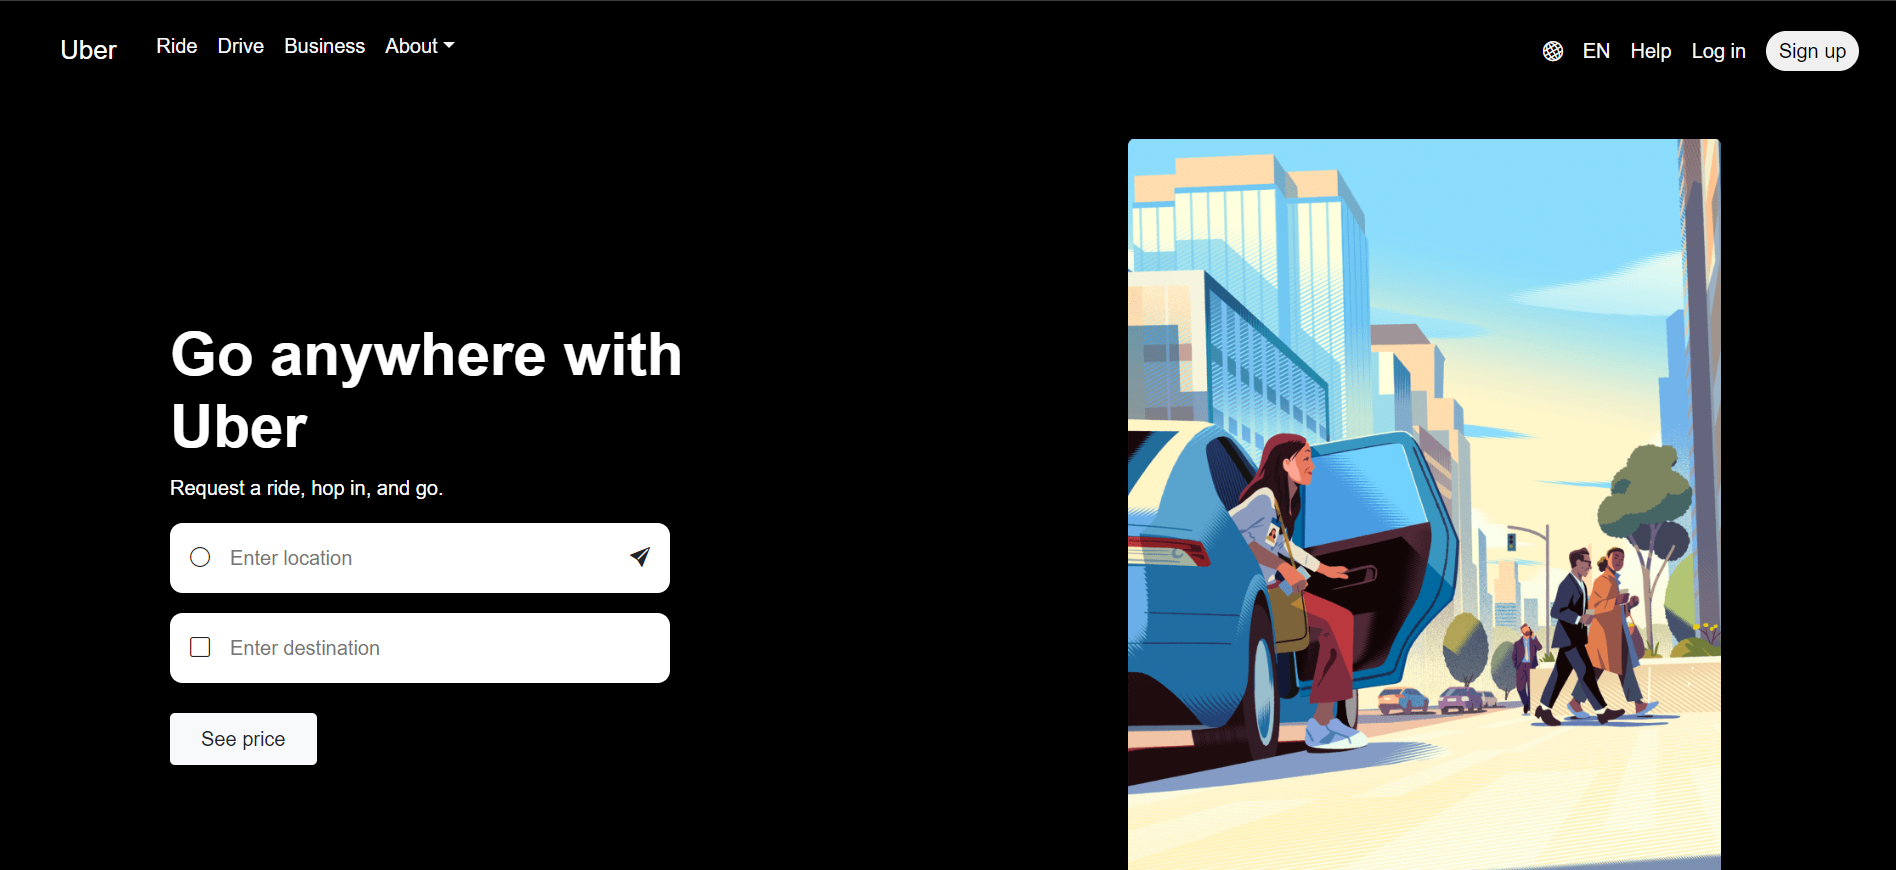 Uber Ride Drive Business About EN Help Log in Sign up
Go anywhere with
Uber
Request a ride, hop in, and go.
Enter location
Enter destination
See price